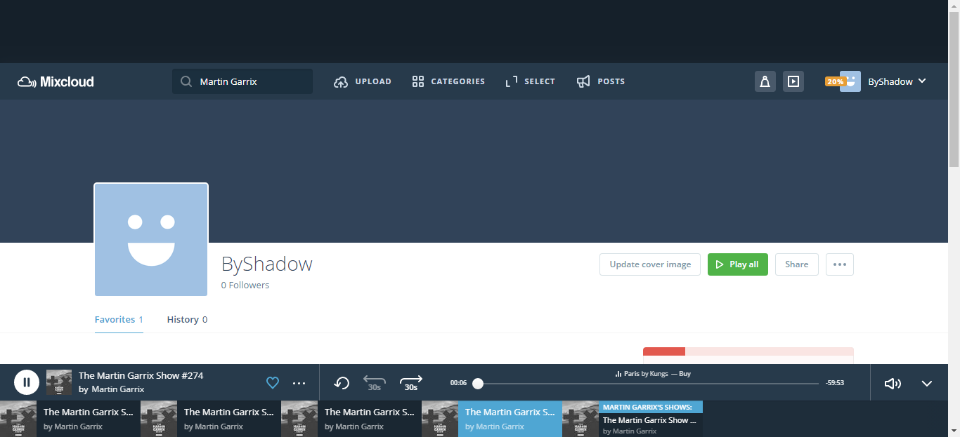 Mixcloud
Martin Garrix
UPLOAD
CATEGORIES
SELECT
POSTS
20%
ByShadow
ByShadow
0 Followers
Update cover image
Play all
Share
Favorites 1
History 0
The Martin Garrix Show #274
by Martin Garrix
30s
30s
00:06
Paris by Kungs — Buy
-59:53
The Martin Garrix S...
by Martin Garrix
The Martin Garrix S...
by Martin Garrix
The Martin Garrix S...
by Martin Garrix
The Martin Garrix S...
by Martin Garrix
MARTIN GARRIX'S SHOWS:
The Martin Garrix Show ...
by Martin Garrix